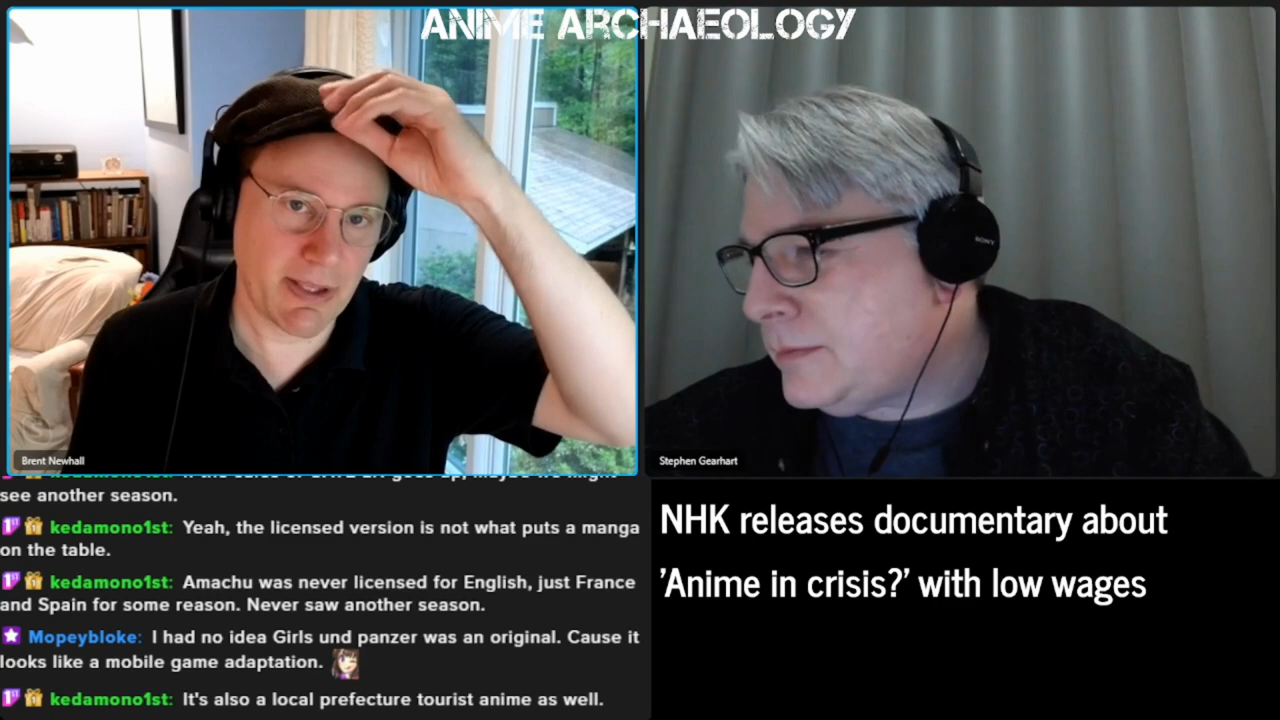 ANIME ARCHAEOLOGY
SONY
Brent Newhall
Stephen Gearhart
see another season.
kedamono1st: Yeah, the licensed version is not what puts a manga
on the table.
kedamono1st: Amachu was never licensed for English, just France
and Spain for some reason. Never saw another season.
Mopeybloke: I had no idea Girls und panzer was an original. Cause it
looks like a mobile game adaptation.
kedamono1st: It's also a local prefecture tourist anime as well.
NHK releases documentary about
'Anime in crisis?' with low wages